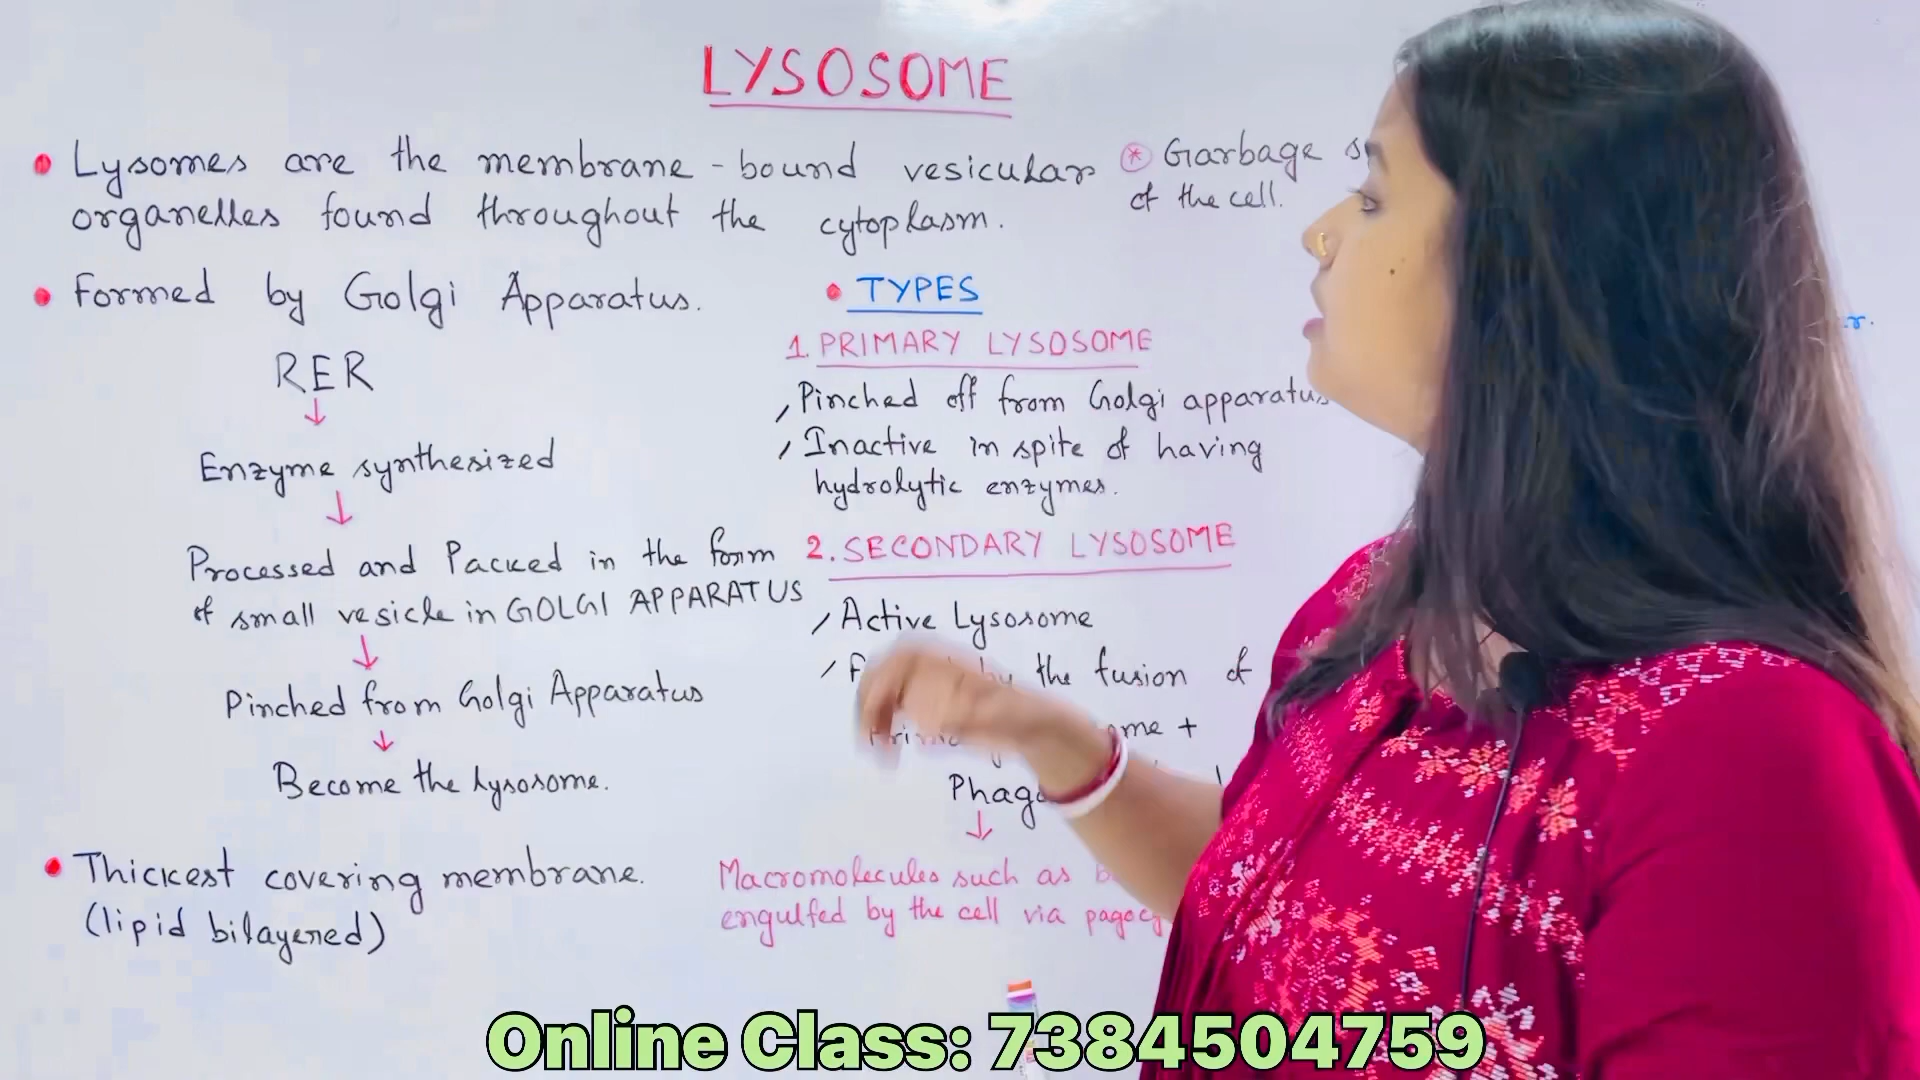 LYSOSOME
• Lysomes are the membrane-bound vesicular
organelles found throughout the cytoplasm.
* Garbage
of the cell.
• Formed by Golgi Apparatus.
RER
↓
Enzyme synthesized
↓
Processed and Packed in the form
of small vesicle in GOLGI APPARATUS
↓
Pinched from Golgi Apparatus
↓
Become the lysosome.
• Thickest covering membrane.
(lipid bilayered)
• TYPES
1. PRIMARY LYSOSOME
Pinched off from Golgi apparatus
Inactive in spite of having
hydrolytic enzymes.
2. SECONDARY LYSOSOME
Active Lysosome
the fusion of
+
↓
Macromolecules such as
engulfed by the cell via
Online Class: 7384504759